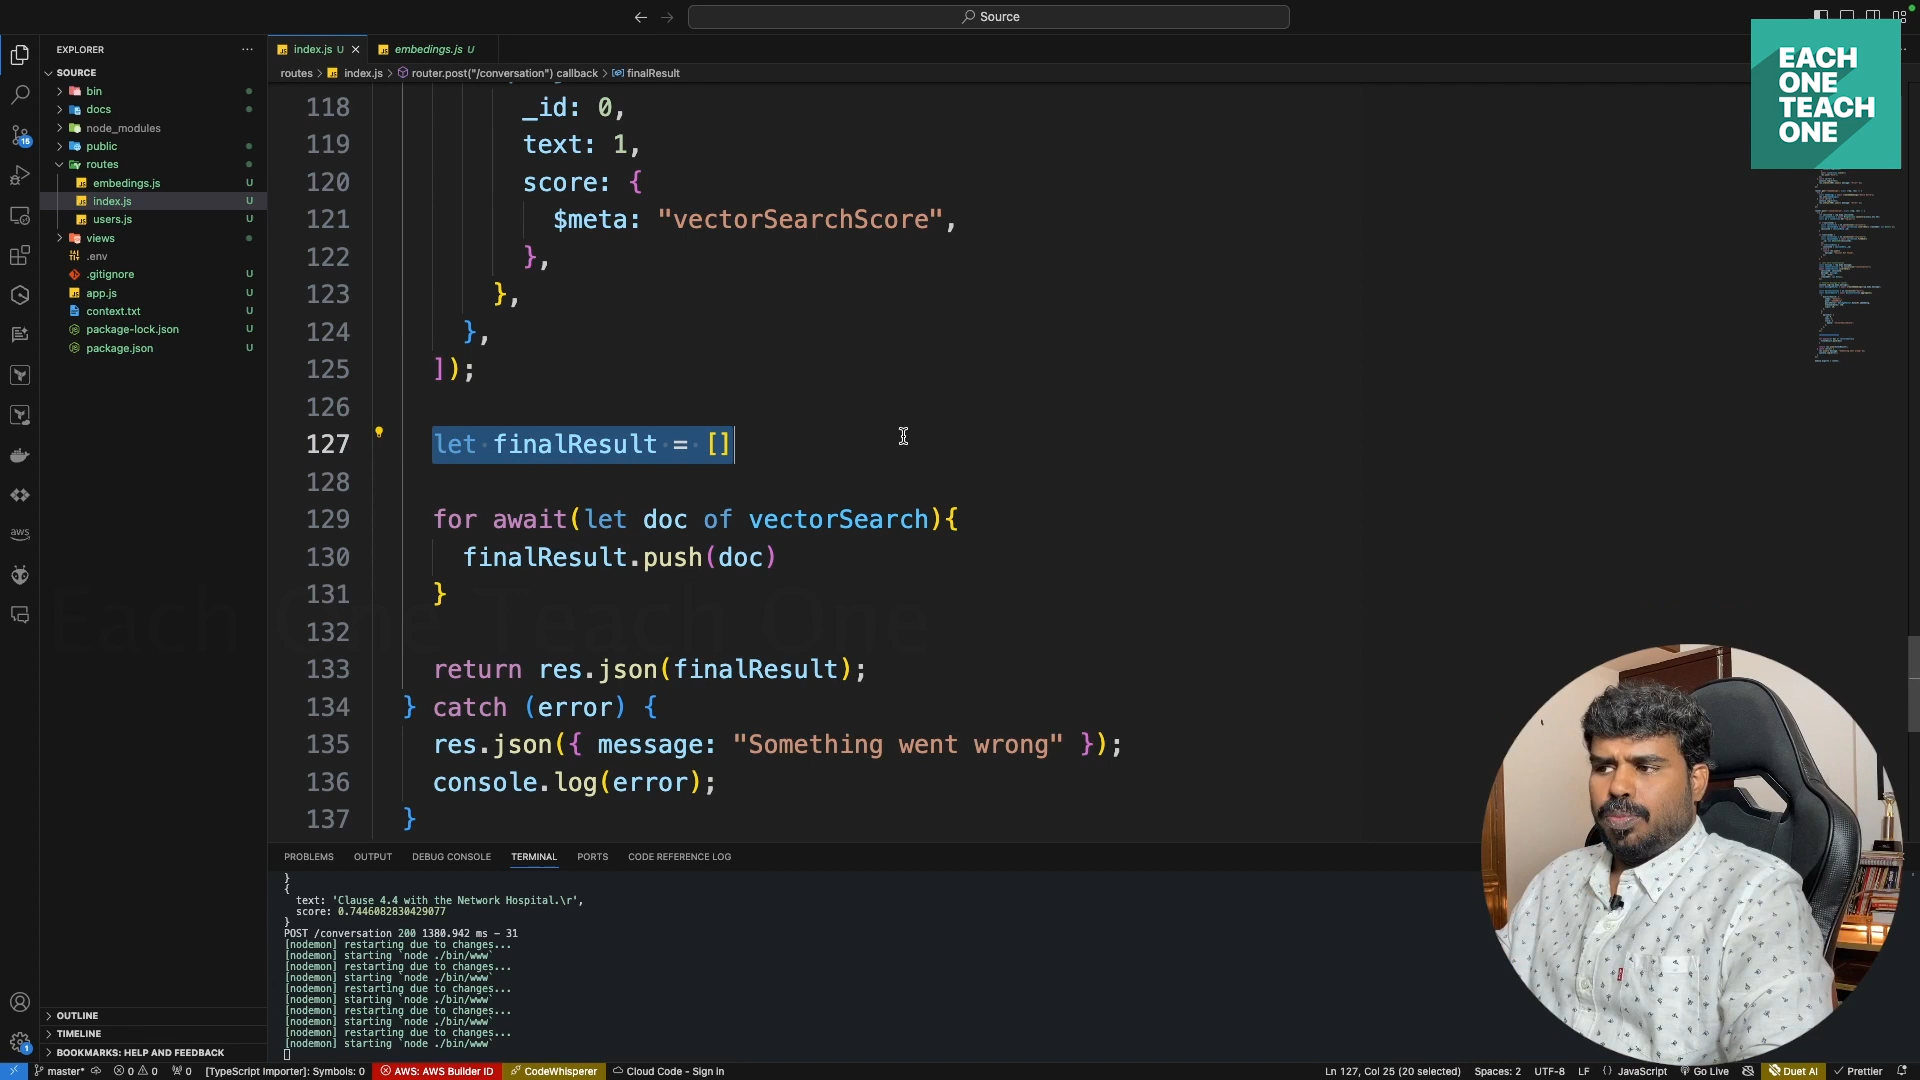 Source
EXPLORER
SOURCE
bin
docs
node_modules
public
routes
embedings.js U
index.js U
users.js U
views
.env
.gitignore U
app.js U
context.txt U
package-lock.json U
package.json U
OUTLINE
TIMELINE
BOOKMARKS: HELP AND FEEDBACK
index.js U
embedings.js U
routes > index.js > router.post("/conversation") callback > finalResult
118 _id: 0,
119 text: 1,
120 score: {
121 $meta: "vectorSearchScore",
122 },
123 },
124 },
125 ]);
126
127 let finalResult = []
128
129 for await(let doc of vectorSearch){
130 finalResult.push(doc)
131 }
132
133 return res.json(finalResult);
134 } catch (error) {
135 res.json({ message: "Something went wrong" });
136 console.log(error);
137 }
Each One Teach One
EACH
ONE
TEACH
ONE
PROBLEMS OUTPUT DEBUG CONSOLE TERMINAL PORTS CODE REFERENCE LOG
}
{
text: 'Clause 4.4 with the Network Hospital.\r',
score: 0.7446082830429077
}
POST /conversation 200 1380.942 ms - 31
[nodemon] restarting due to changes...
[nodemon] starting `node ./bin/www`
[nodemon] restarting due to changes...
[nodemon] starting `node ./bin/www`
[nodemon] restarting due to changes...
[nodemon] starting `node ./bin/www`
[nodemon] restarting due to changes...
[nodemon] starting `node ./bin/www`
[nodemon] restarting due to changes...
[nodemon] starting `node ./bin/www`
master* 0 0 0 [TypeScript Importer]: Symbols: 0 AWS: AWS Builder ID CodeWhisperer Cloud Code - Sign in Ln 127, Col 25 (20 selected) Spaces: 2 UTF-8 LF JavaScript Go Live Duet AI Prettier